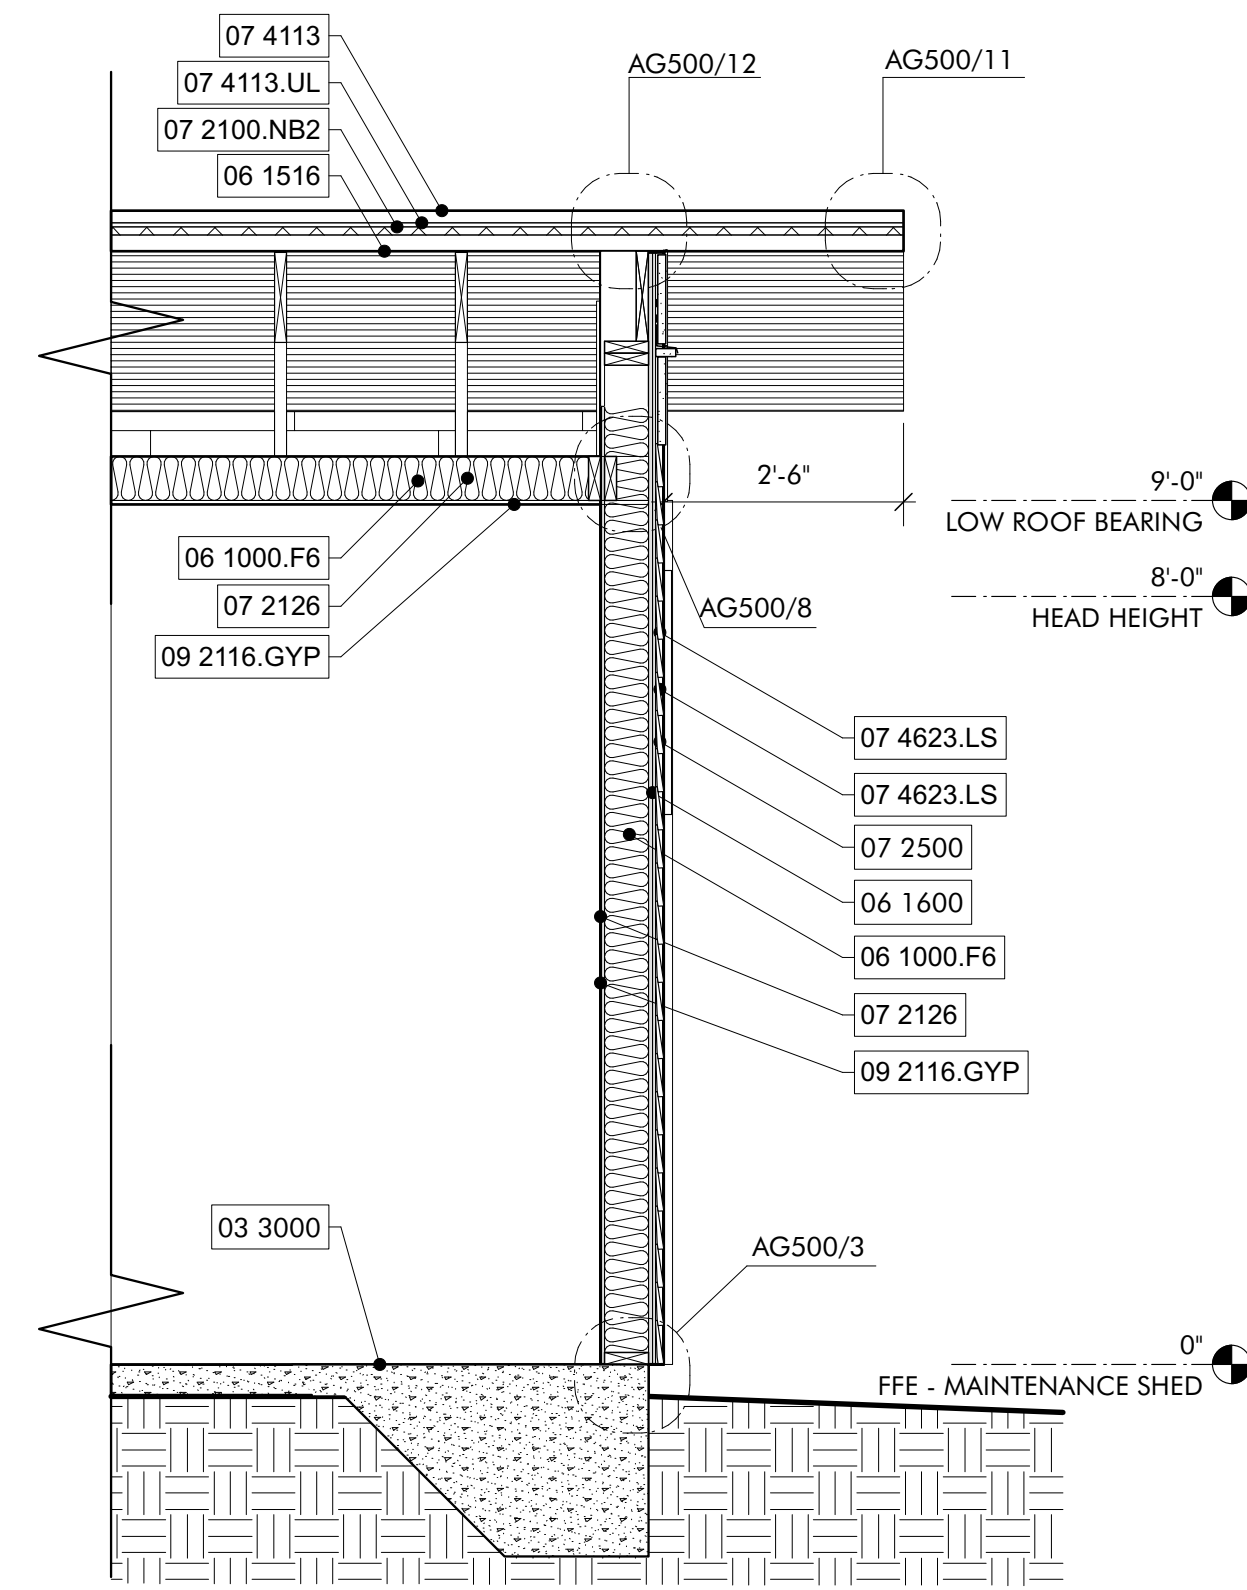 07 4113
07 4113.UL
07 2100.NB2
06 1516
AG500/12
AG500/11
2'-6"
9'-0"
LOW ROOF BEARING
8'-0"
HEAD HEIGHT
06 1000.F6
07 2126
09 2116.GYP
AG500/8
07 4623.LS
07 4623.LS
07 2500
06 1600
06 1000.F6
07 2126
09 2116.GYP
03 3000
AG500/3
0"
FFE - MAINTENANCE SHED